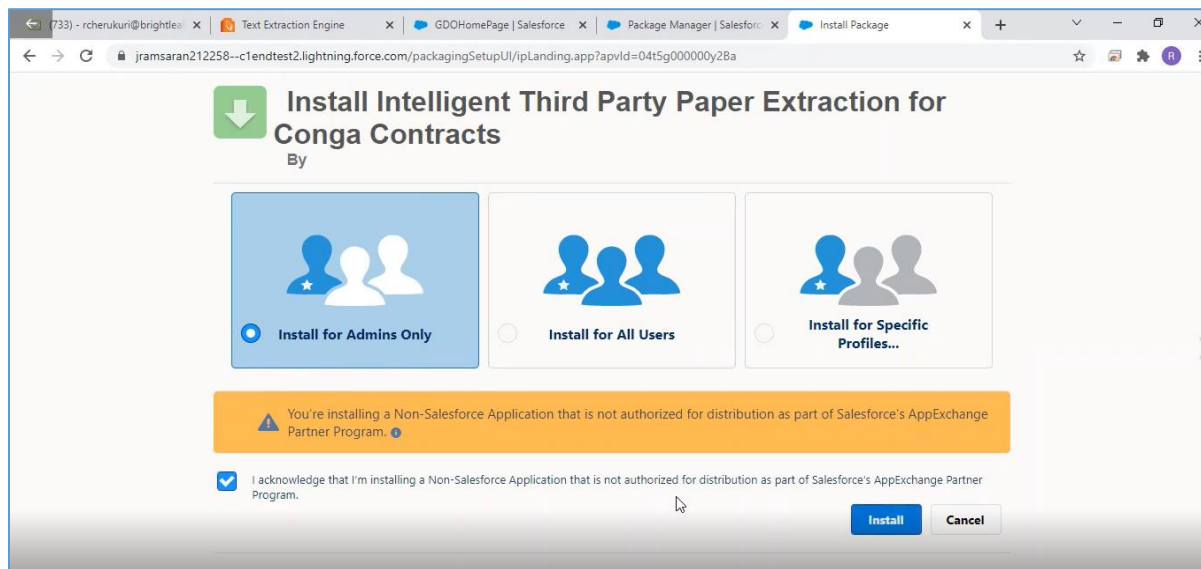 (733) - rcherukuri@brightlea
Text Extraction Engine
GDOHomePage | Salesforce
Package Manager | Salesforc
Install Package
jramsaran212258--c1endtest2.lightning.force.com/packagingSetupUI/ipLanding.app?apvId=04t5g000000y2Ba
R
Install Intelligent Third Party Paper Extraction for
Conga Contracts
By
Install for Admins Only
Install for All Users
Install for Specific
Profiles...
You're installing a Non-Salesforce Application that is not authorized for distribution as part of Salesforce's AppExchange
Partner Program.
I acknowledge that I'm installing a Non-Salesforce Application that is not authorized for distribution as part of Salesforce's AppExchange Partner
Program.
Install
Cancel